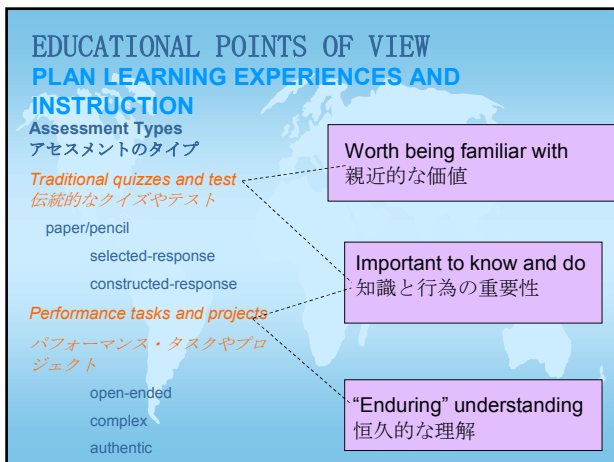 EDUCATIONAL POINTS OF VIEW
PLAN LEARNING EXPERIENCES AND
INSTRUCTION
Assessment Types
アセスメントのタイプ
Traditional quizzes and test
伝統的なクイズやテスト
paper/pencil
selected-response
constructed-response
Performance tasks and projects
パフォーマンス・タスクやプロ
ジェクト
open-ended
complex
authentic
Worth being familiar with
親近的な価値
Important to know and do
知識と行為の重要性
“Enduring” understanding
恒久的な理解